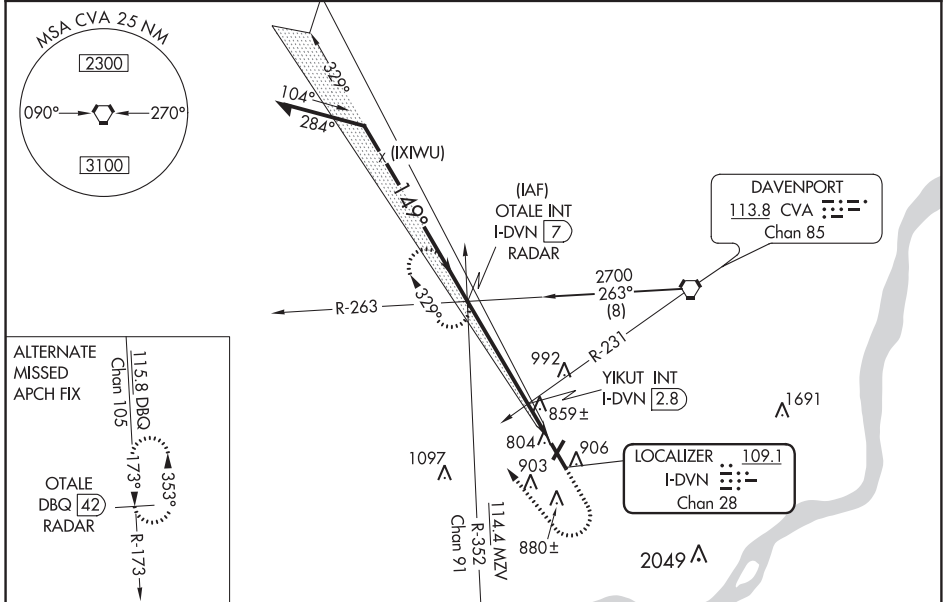 MSA CVA 25 NM
2300
090°
270°
3100
329°
104°
284°
(IXIWU)
149°
(IAF)
OTALE INT
I-DVN 7
RADAR
DAVENPORT
113.8 CVA
Chan 85
2700
263°
(8)
R-263
329°
R-231
992
YIKUT INT
I-DVN 2.8
859±
1691
804
906
1097
903
LOCALIZER 109.1
I-DVN
Chan 28
880±
2049
114.4 MZV
R-352
Chan 91
ALTERNATE
MISSED
APCH FIX
115.8 DBQ
Chan 105
173°
353°
OTALE
DBQ 42
RADAR
R-173